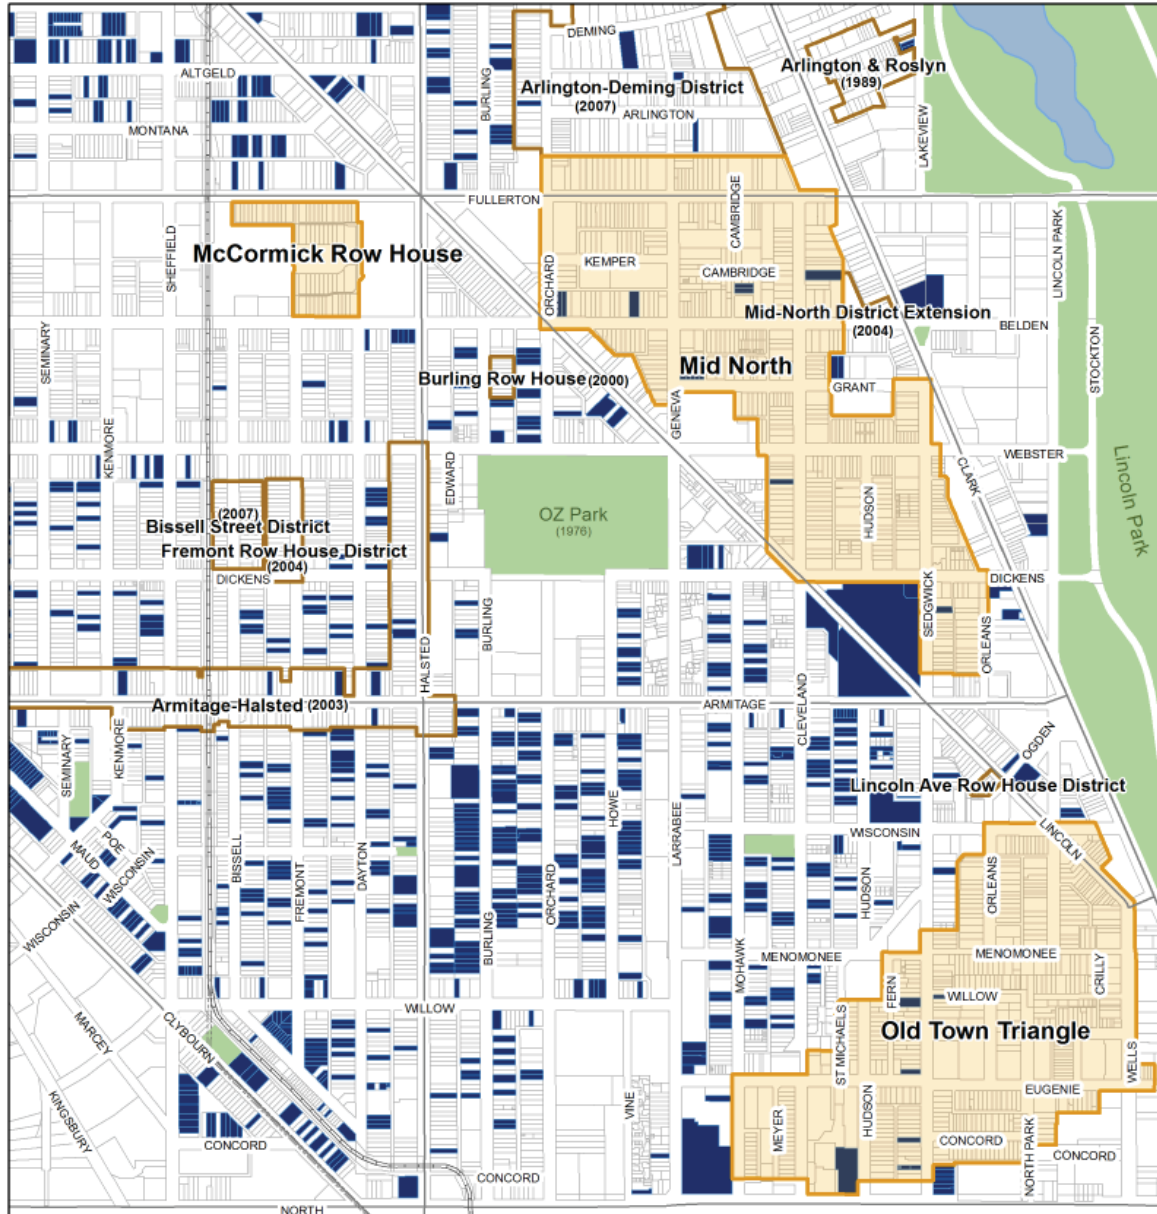 DEMING
Arlington & Roslyn
(1989)
ALTGELD
BURLING
Arlington-Deming District
(2007)
ARLINGTON
MONTANA
LAKEVIEW
FULLERTON
CAMBRIDGE
LINCOLN PARK
SHEFFIELD
McCormick Row House
KEMPER
CAMBRIDGE
ORCHARD
Mid-North District Extension
(2004)
BELDEN
STOCKTON
SEMINARY
Mid North
Burling Row House (2000)
GRANT
GENEVA
KENMORE
WEBSTER
CLARK
EDWARD
Lincoln Park
OZ Park
(1976)
HUDSON
(2007)
Bissell Street District
Fremont Row House District
(2004)
DICKENS
DICKENS
SEDGWICK
BURLING
ORLEANS
HALSTED
Armitage-Halsted (2003)
ARMITAGE
CLEVELAND
SEMINARY
KENMORE
OGDEN
Lincoln Ave Row House District
HOWE
LARRABEE
WISCONSIN
LINCOLN
POE
MAUD
WISCONSIN
BISSELL
FREMONT
DAYTON
ORCHARD
HUDSON
ORLEANS
WISCONSIN
BURLING
MOHAWK
MENOMONEE
MENOMONEE
CRILLY
FERN
WILLOW
WILLOW
MARCEY
CLYBOURN
ST MICHAELS
Old Town Triangle
WELLS
KINGSBURY
VINE
EUGENIE
MEYER
HUDSON
CONCORD
CONCORD
NORTH PARK
CONCORD
CONCORD
NORTH